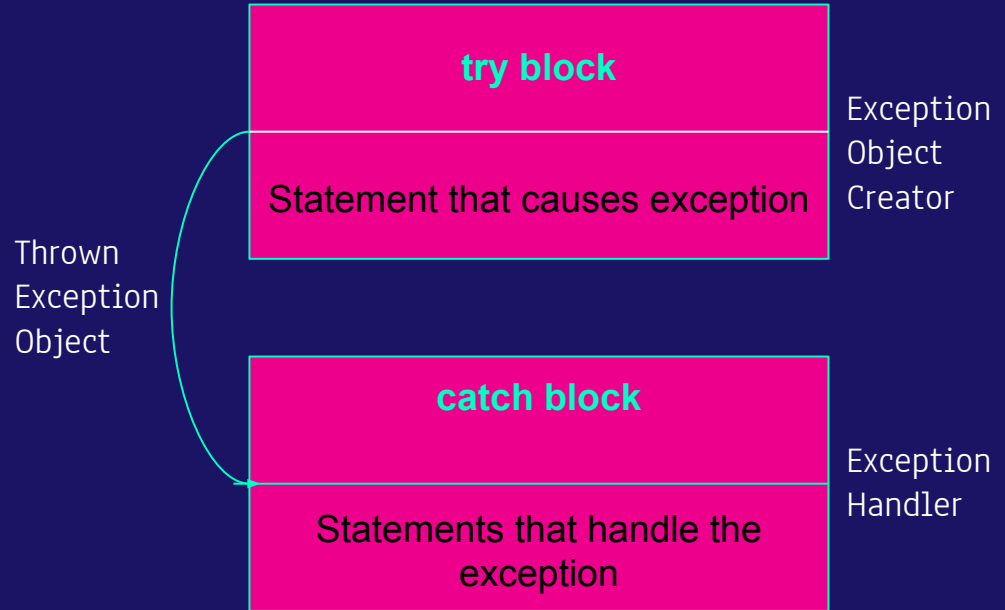 try block
Exception
Object
Creator
Statement that causes exception
Thrown
Exception
Object
catch block
Exception
Handler
Statements that handle the
exception